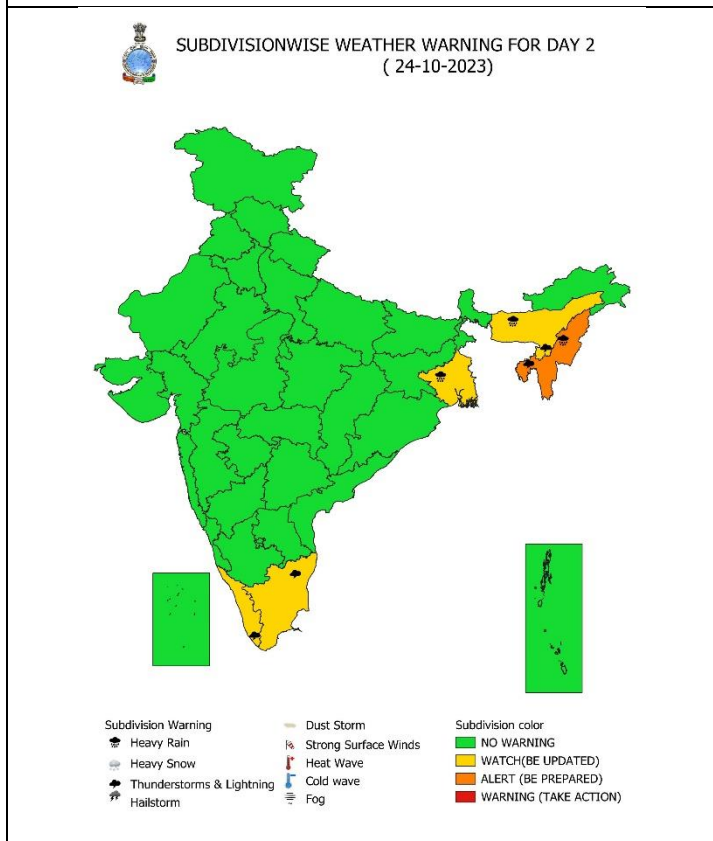 SUBDIVISIONWISE WEATHER WARNING FOR DAY 2
( 24-10-2023)
Subdivision Warning
Heavy Rain
Heavy Snow
Thunderstorms & Lightning
Hailstorm
Dust Storm
Strong Surface Winds
Heat Wave
Cold wave
Fog
Subdivision color
NO WARNING
WATCH(BE UPDATED)
ALERT (BE PREPARED)
WARNING (TAKE ACTION)